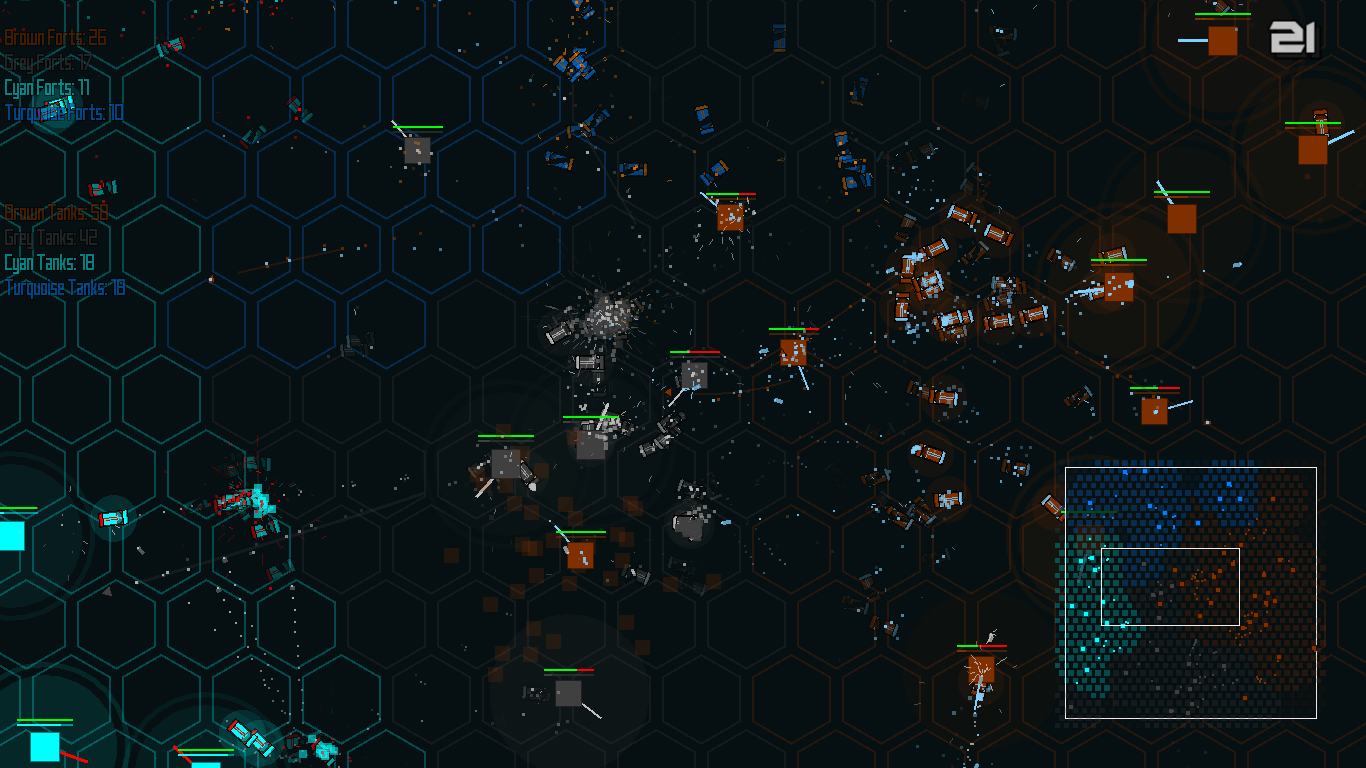 Brown Forts: 26
21
Grey Forts: 17
Cyan Forts: 11
Turquoise Forts: 10
Brown Tanks: 58
Grey Tanks: 42
Cyan Tanks: 18
Turquoise Tanks: 18